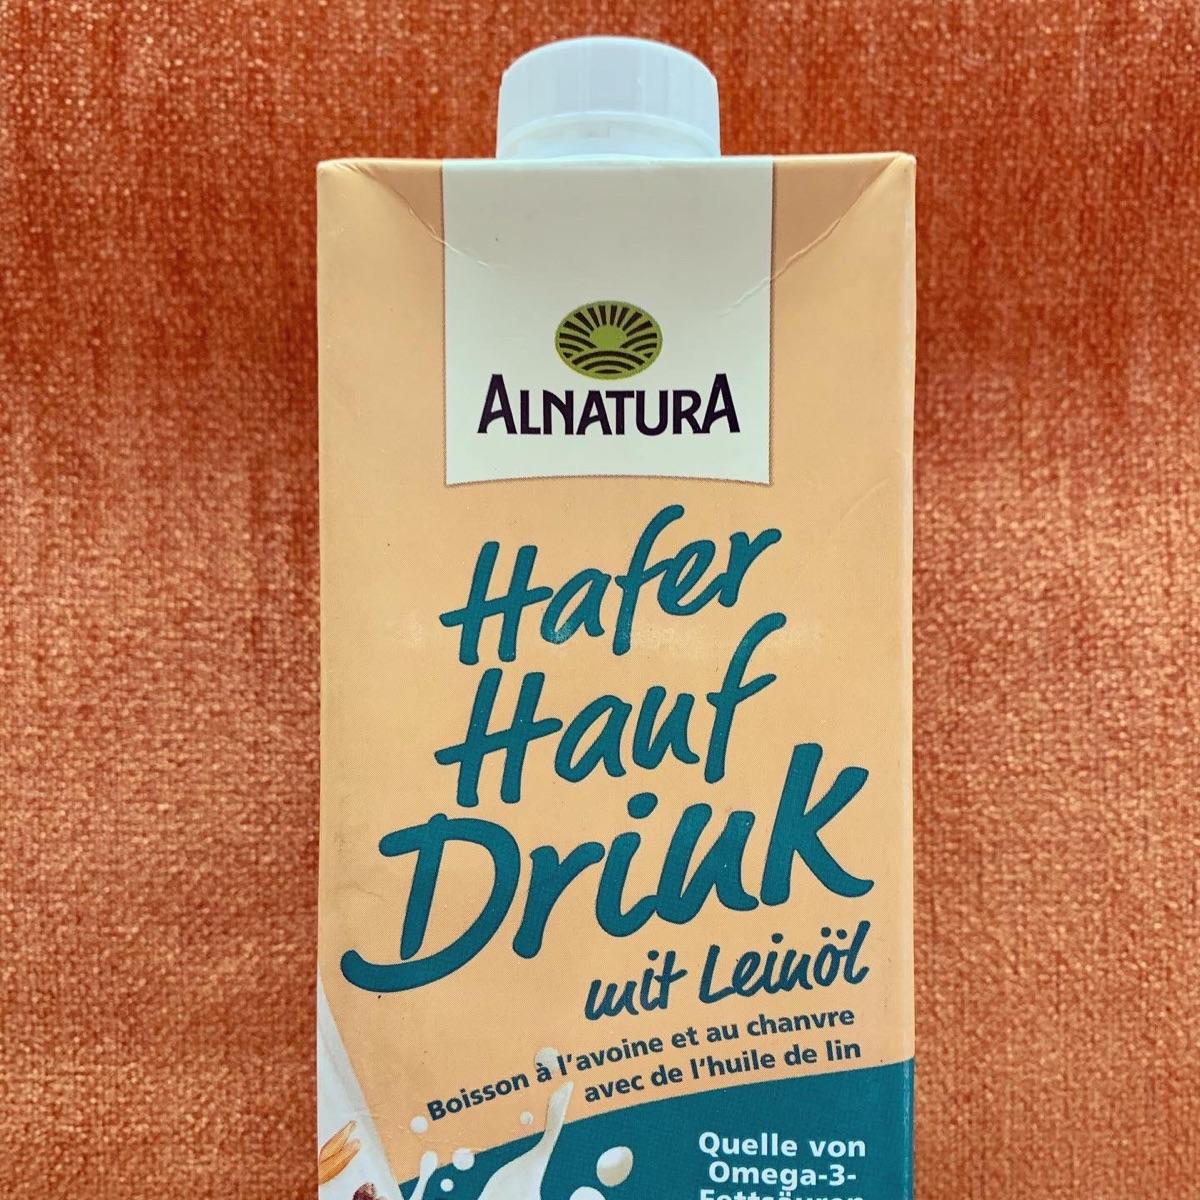 ALNATURA
Hafer
Hanf
Drink
mit Leinöl
Boisson à l'avoine et au chanvre
avec de l'huile de lin
Quelle von
Omega-3-
Fettsäuren